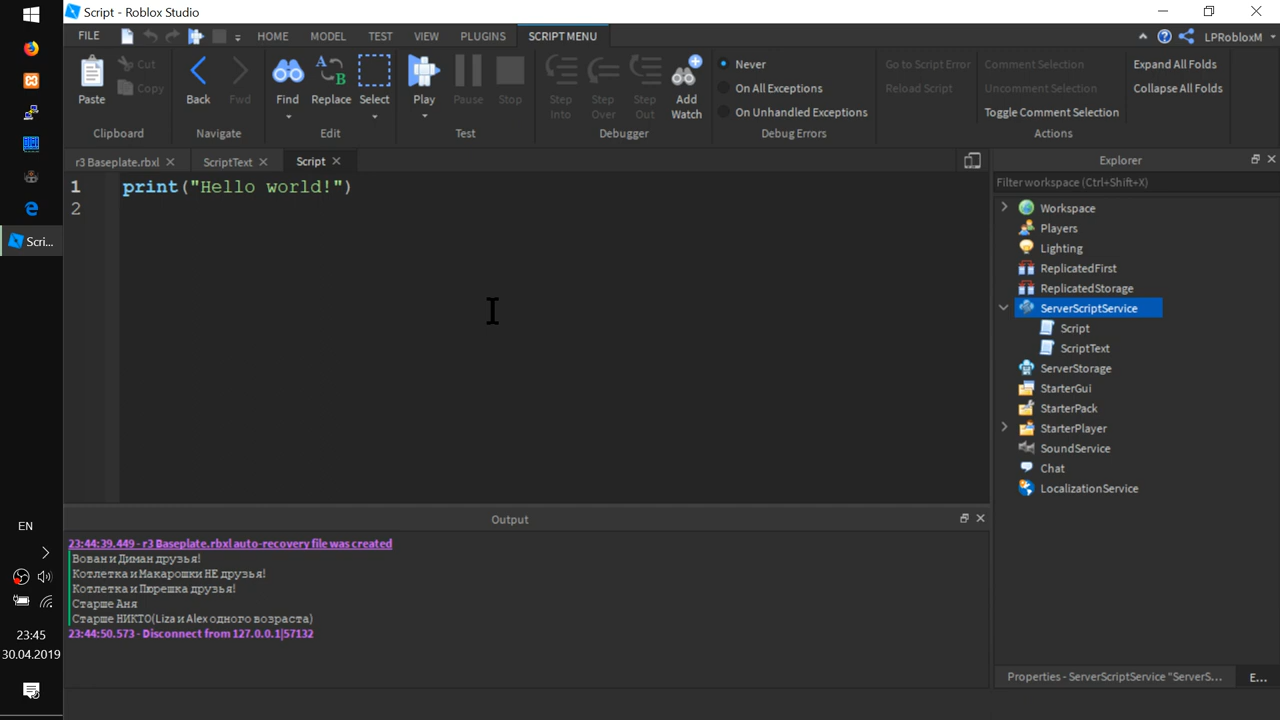 Script - Roblox Studio
FILE HOME MODEL TEST VIEW PLUGINS SCRIPT MENU LPRobloxM
Paste Cut Copy Back Fwd Find Replace Select Play Pause Stop Step Into Step Over Step Out Add Watch
Never
On All Exceptions
On Unhandled Exceptions
Go to Script Error
Reload Script
Comment Selection
Uncomment Selection
Toggle Comment Selection
Expand All Folds
Collapse All Folds
Clipboard Navigate Edit Test Debugger Debug Errors Actions
r3 Baseplate.rbxl ScriptText Script
1 print("Hello world!")
2
Explorer
Filter workspace (Ctrl+Shift+X)
Workspace
Players
Lighting
ReplicatedFirst
ReplicatedStorage
ServerScriptService
Script
ScriptText
ServerStorage
StarterGui
StarterPack
StarterPlayer
SoundService
Chat
LocalizationService
Properties - ServerScriptService "ServerS... E...
Output
23:44:39.449 - r3 Baseplate.rbxl auto-recovery file was created
Вован и Диман друзья!
Котлетка и Макарошки НЕ друзья!
Котлетка и Пюрешка друзья!
Старше Аня
Старше НИКТО(Liza и Alex одного возраста)
23:44:50.573 - Disconnect from 127.0.0.1|57132
Scri...
EN
23:45
30.04.2019